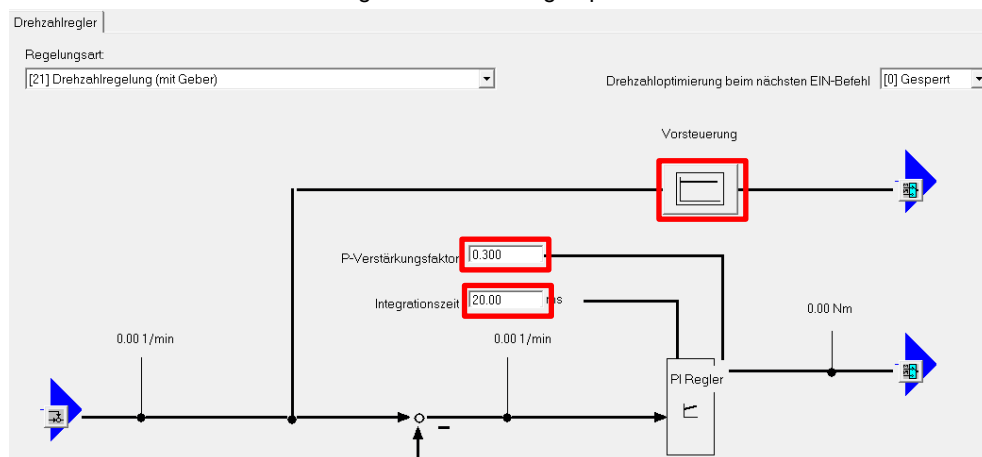 Drehzahlregler
Regelungsart:
[21] Drehzahlregelung (mit Geber)
Drehzahloptimierung beim nächsten EIN-Befehl [0] Gesperrt
Vorsteuerung
P-Verstärkungsfaktor 0.300
Integrationszeit 20.00 ms
0.00 Nm
0.00 1/min 0.00 1/min
PI Regler